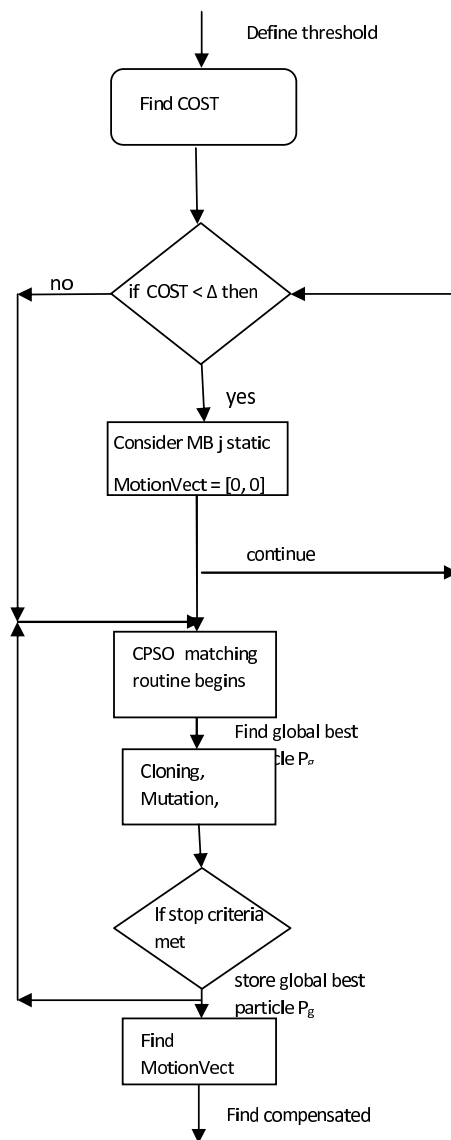 Define threshold
Find COST
if COST < Δ then
no
yes
Consider MB j static
MotionVect = [0, 0]
continue
CPSO matching
routine begins
Find global best
Cloning,
Mutation,
If stop criteria
met
store global best
particle Pg
Find
MotionVect
Find compensated